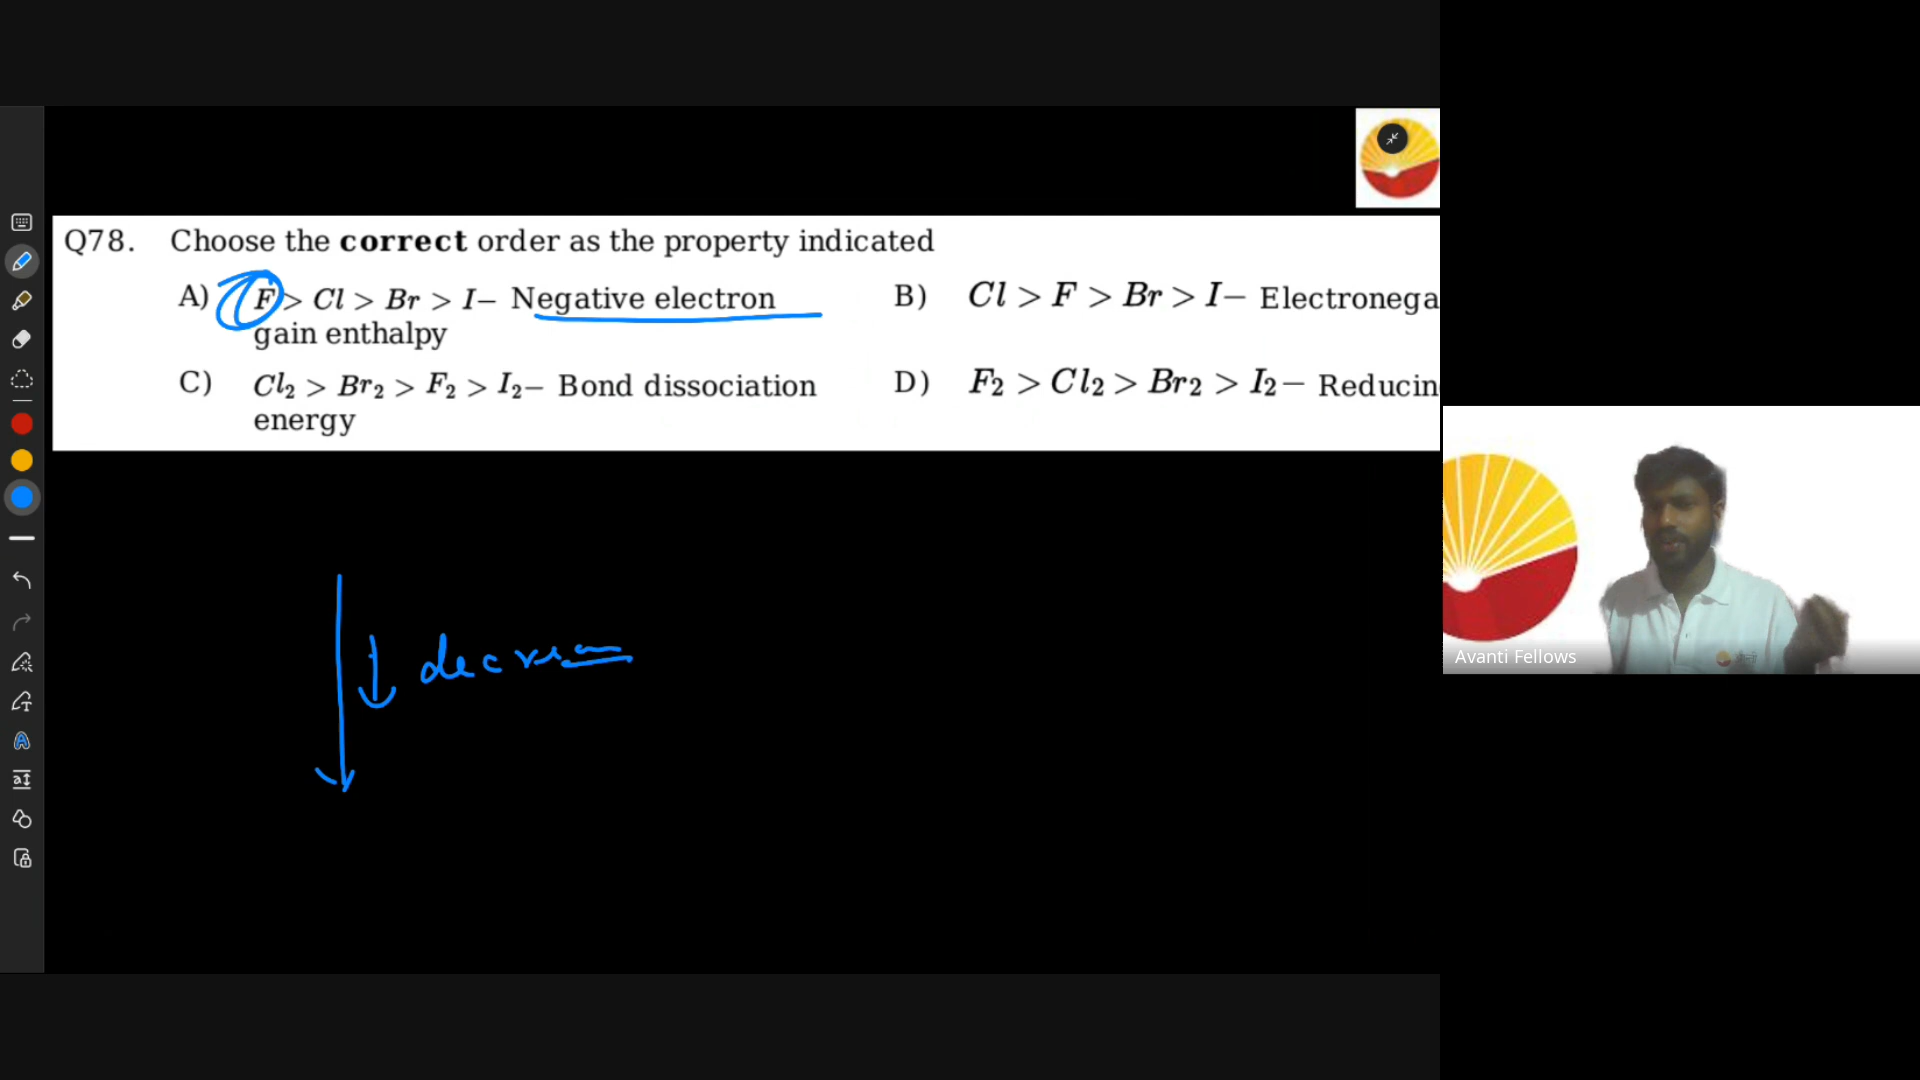 Q78. Choose the correct order as the property indicated
A) F > Cl > Br > I− Negative electron gain enthalpy
B) Cl > F > Br > I− Electronega
C) Cl₂ > Br₂ > F₂ > I₂− Bond dissociation energy
D) F₂ > Cl₂ > Br₂ > I₂− Reducin
Avanti Fellows